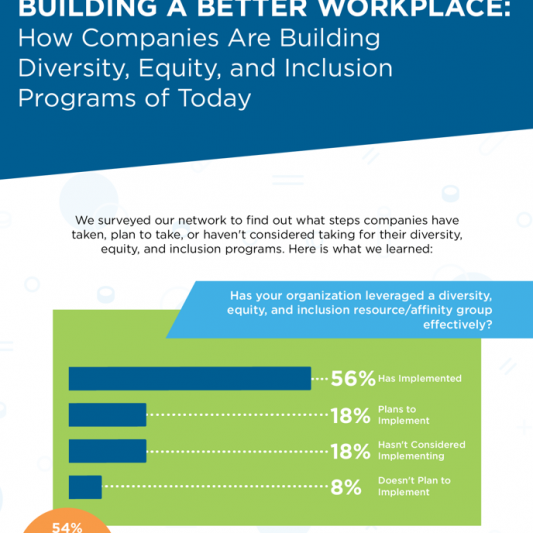 BUILDING A BETTER WORKPLACE:
How Companies Are Building
Diversity, Equity, and Inclusion
Programs of Today
We surveyed our network to find out what steps companies have
taken, plan to take, or haven't considered taking for their diversity,
equity, and inclusion programs. Here is what we learned:
Has your organization leveraged a diversity,
equity, and inclusion resource/affinity group
effectively?
56% Has Implemented
18% Plans to
Implement
18% Hasn't Considered
Implementing
8% Doesn't Plan to
Implement
54%